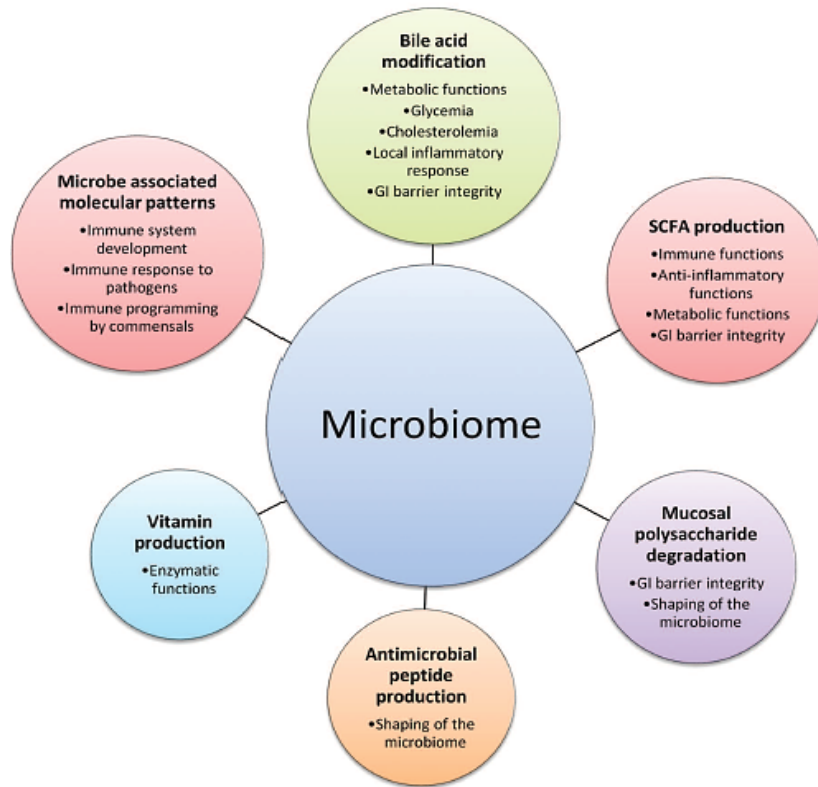 Bile acid
modification
•Metabolic functions
•Glycemia
•Cholesterolemia
•Local inflammatory
response
•GI barrier integrity
Microbe associated
molecular patterns
•Immune system
development
•Immune response to
pathogens
•Immune programming
by commensals
SCFA production
•Immune functions
•Anti-inflammatory
functions
•Metabolic functions
•GI barrier integrity
Microbiome
Vitamin
production
•Enzymatic
functions
Mucosal
polysaccharide
degradation
•GI barrier integrity
•Shaping of the
microbiome
Antimicrobial
peptide
production
•Shaping of the
microbiome